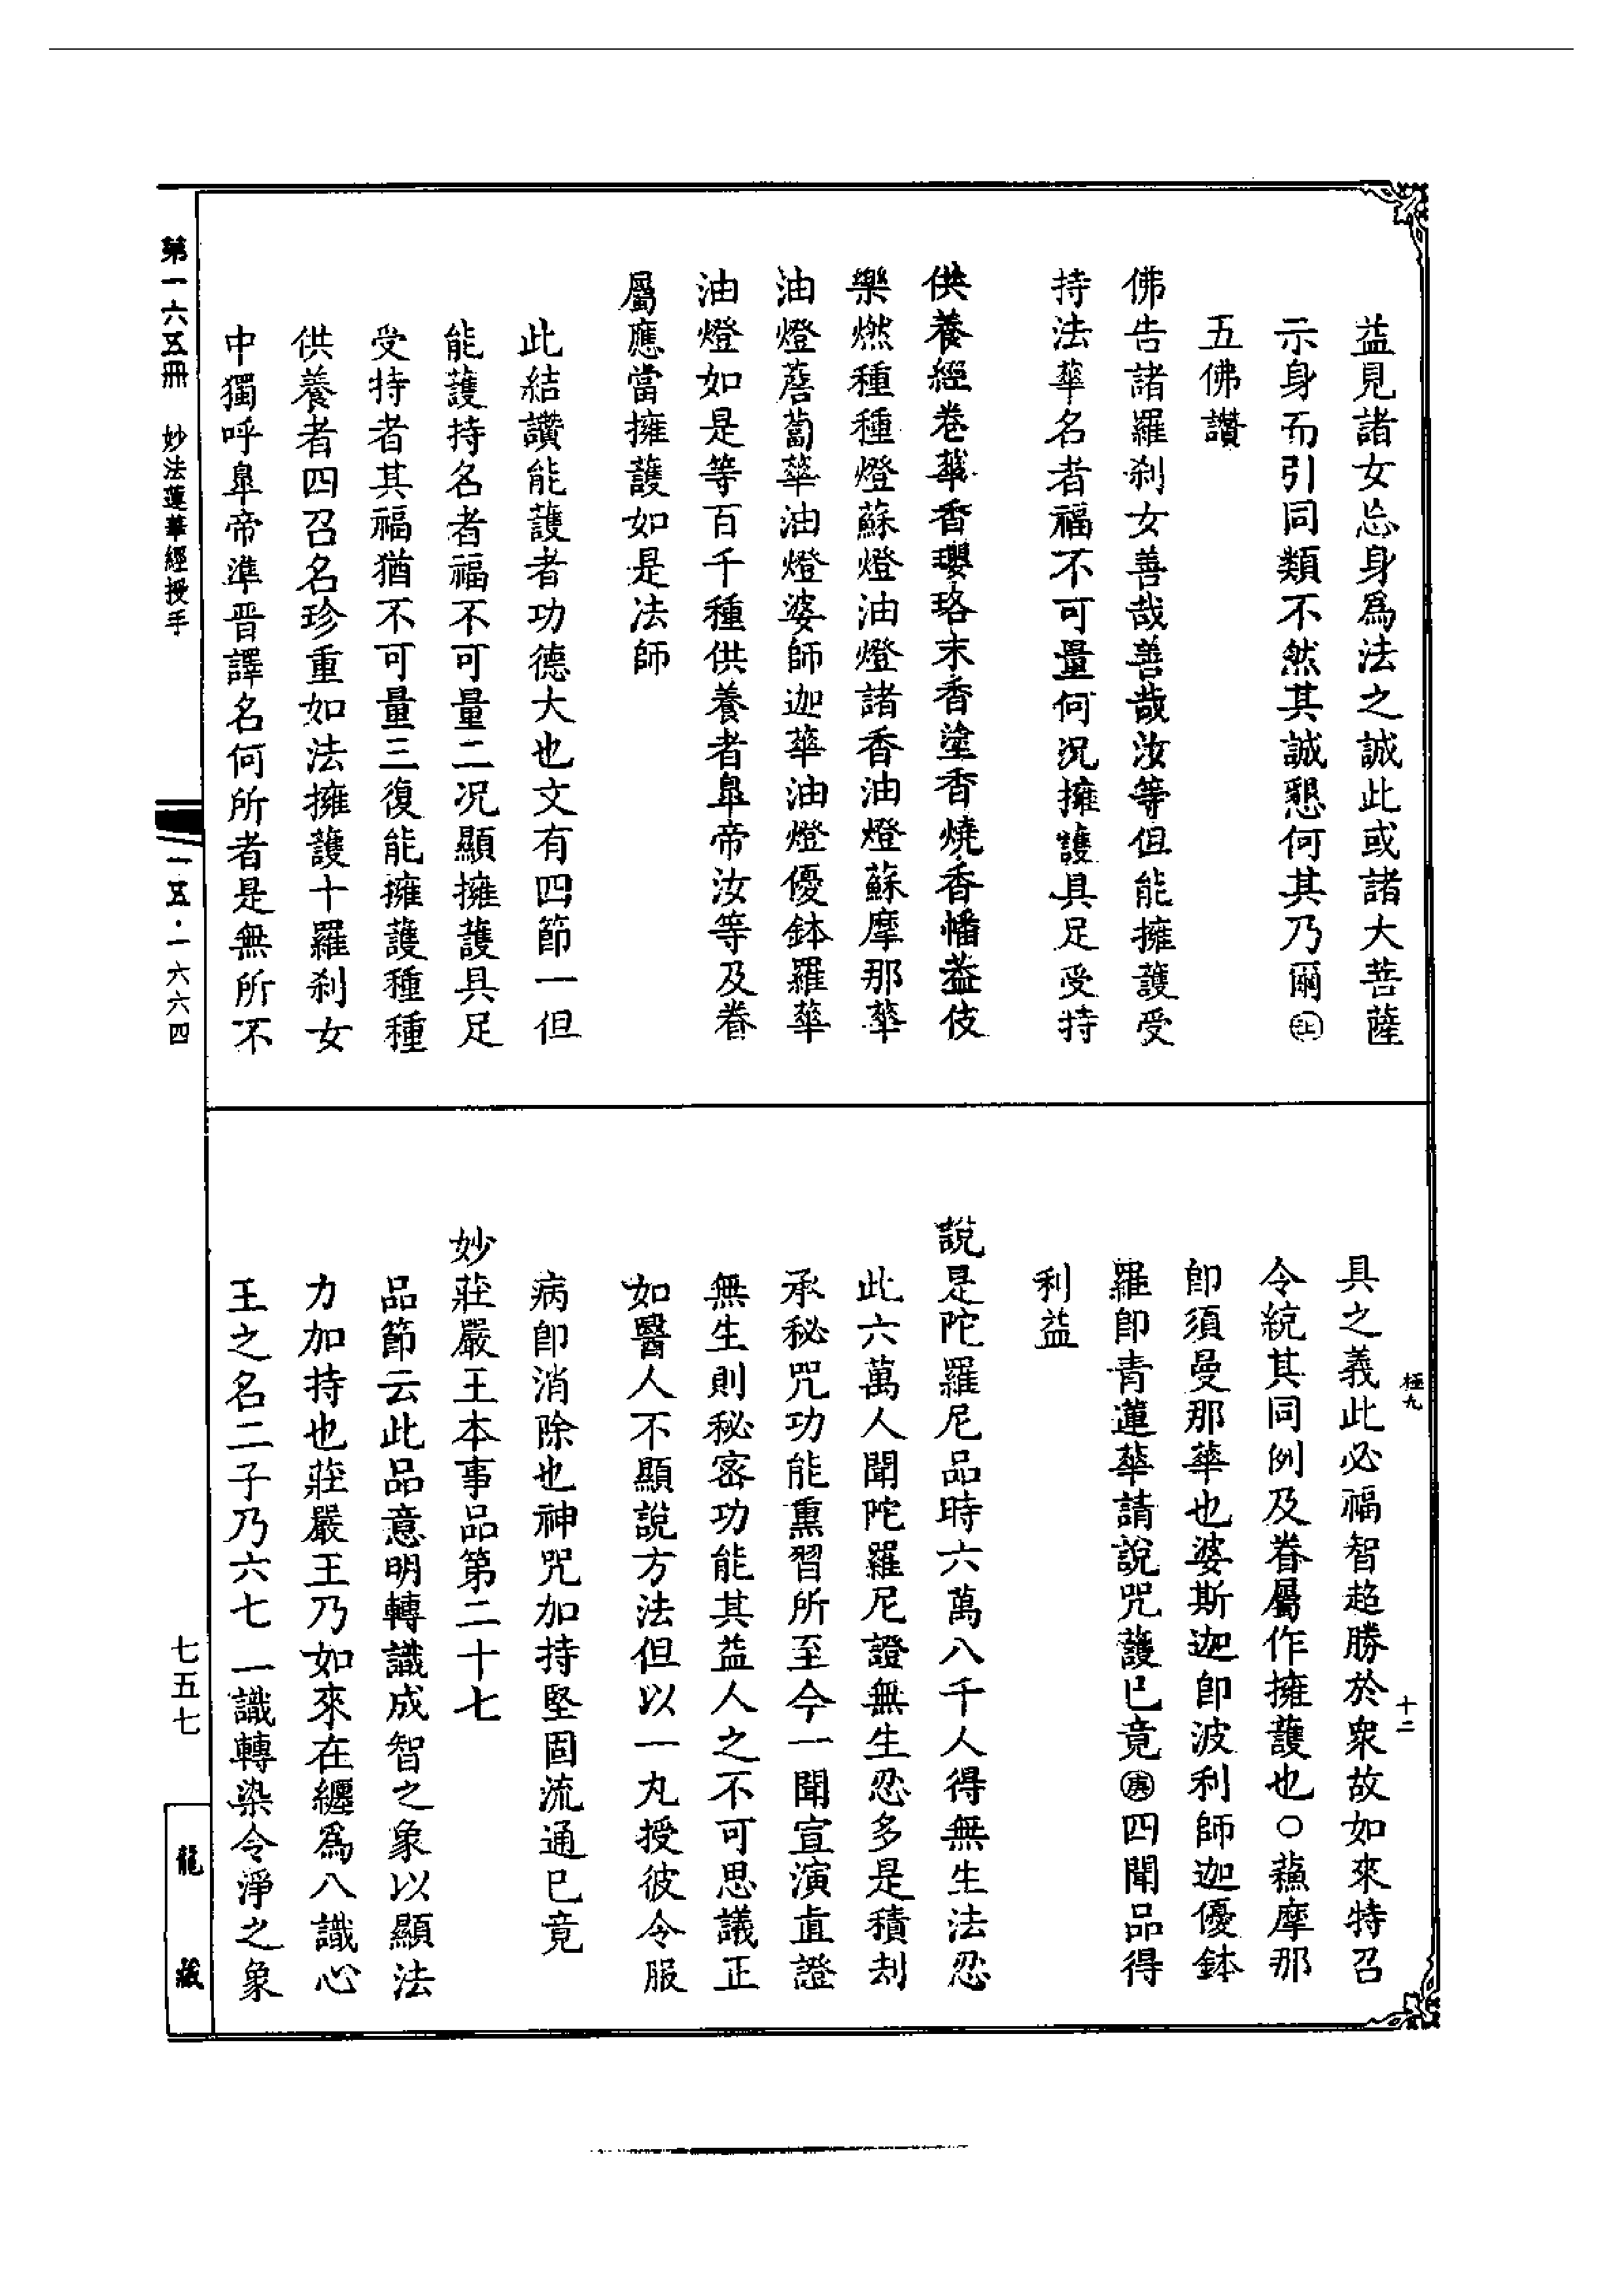 益見諸女忘身爲法之誠此或諸大菩薩
示身而引同類不然其誠懇何其乃爾㊣
五佛讚
佛告諸羅刹女善哉善哉汝等但能擁護受
持法華名者福不可量何况擁護具足受持
供養經卷華香瓔珞末香塗香燒香幡葢伎
樂燃種種燈蘇燈油燈諸香油燈蘇摩那華
油燈薝蔔華油燈婆師迦華油燈優鉢羅華
油燈如是等百千種供養者臯帝汝等及眷
屬應當擁護如是法師
此結讚能護者功德大也文有四節一但
能護持名者福不可量二况顯擁護具足
受持者其福猶不可量三復能擁護種種
供養者四召名珍重如法擁護十羅刹女
中獨呼臯帝準晋譯名何所者是無所不
第一六五冊 妙法蓮華經授手
一五·一六六四
具之義此必福智超勝於衆故如來特召
令統其同例及眷屬作擁護也○蘓摩那
卽須曼那華也婆斯迦卽波利師迦優鉢
羅卽青蓮華請說咒護已竟㊄四聞品得
利益
說是陀羅尼品時六萬八千人得無生法忍
此六萬人聞陀羅尼證無生忍多是積刧
承秘咒功能熏習所至今一聞宣演直證
無生則秘密功能其益人之不可思議正
如醫人不顯說方法但以一丸授彼令服
病卽消除也神咒加持堅固流通已竟
妙莊嚴王本事品第二十七
品節云此品意明轉識成智之象以顯法
力加持也莊嚴王乃如來在纏爲八識心
王之名二子乃六七一識轉染令淨之象
極九
十二
七五七
龍藏